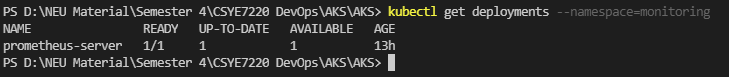 PS D:\NEU Material\Semester 4\CSYE7220 DevOps\AKS\AKS> kubectl get deployments --namespace=monitoring
NAME READY UP-TO-DATE AVAILABLE AGE
prometheus-server 1/1 1 1 13h
PS D:\NEU Material\Semester 4\CSYE7220 DevOps\AKS\AKS>